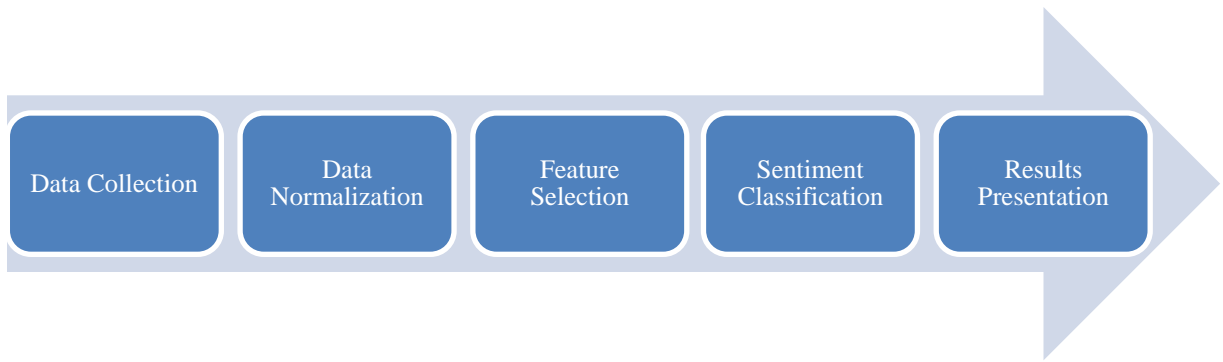 Data Collection
Data
Normalization
Feature
Selection
Sentiment
Classification
Results
Presentation